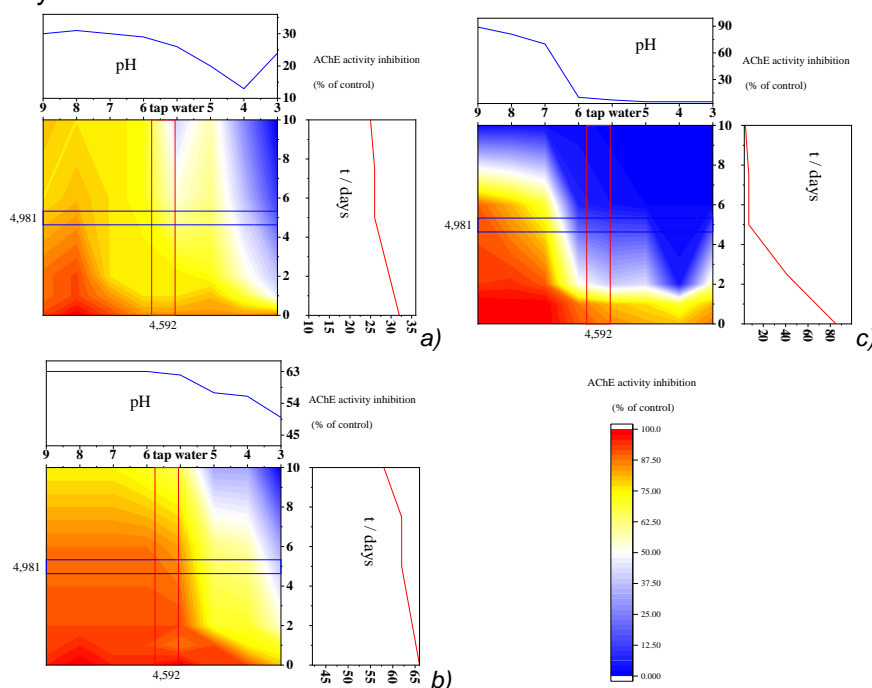 30
20
10
pH
AChE activity inhibition
(% of control)
9 8 7 6 tap water 5 4 3
10
8
6
4
2
0
4,981
4,592
t / days
10 15 20 25 30 35
a)
90
60
30
pH
AChE activity inhibition
(% of control)
9 8 7 6 tap water 5 4 3
10
8
6
4
2
0
4,981
4,592
t / days
20 40 60 80
c)
63
54
45
pH
AChE activity inhibition
(% of control)
9 8 7 6 tap water 5 4 3
10
8
6
4
2
0
4,981
4,592
t / days
45 50 55 60 65
b)
AChE activity inhibition
(% of control)
100.0
87.50
75.00
62.50
50.00
37.50
25.00
12.50
0.000